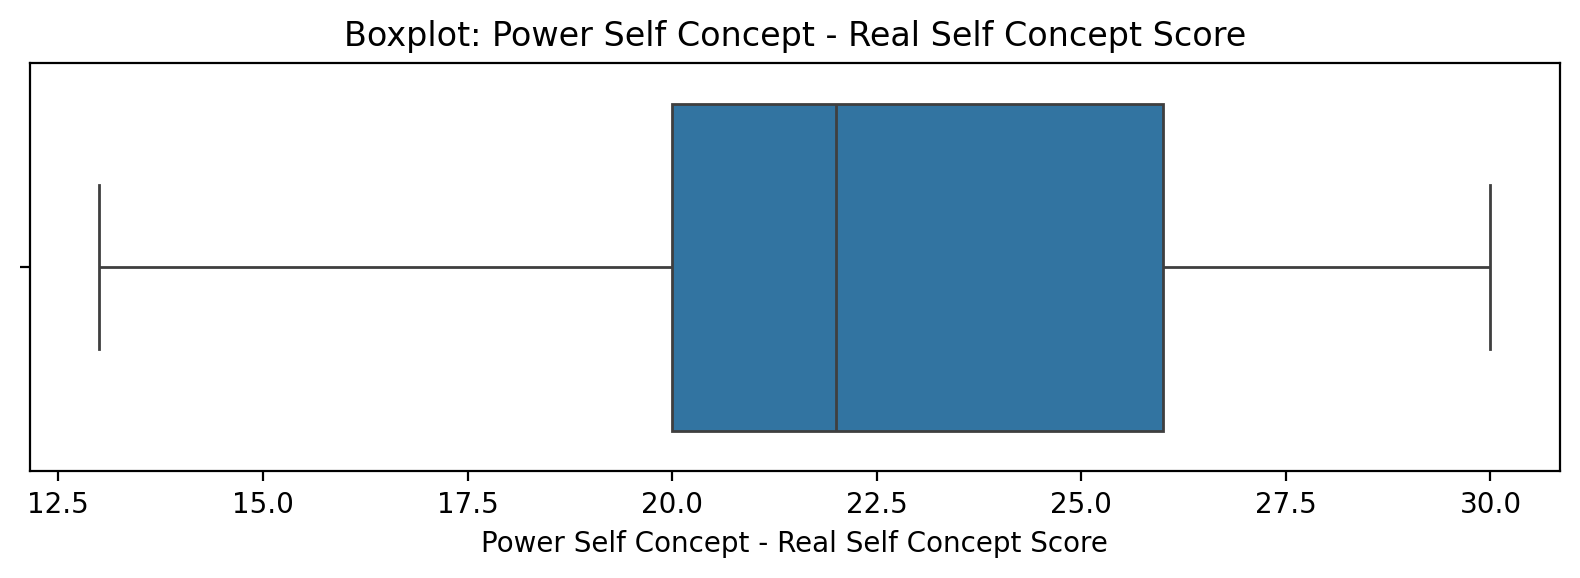 Boxplot: Power Self Concept - Real Self Concept Score
12.5 15.0 17.5 20.0 22.5 25.0 27.5 30.0
Power Self Concept - Real Self Concept Score